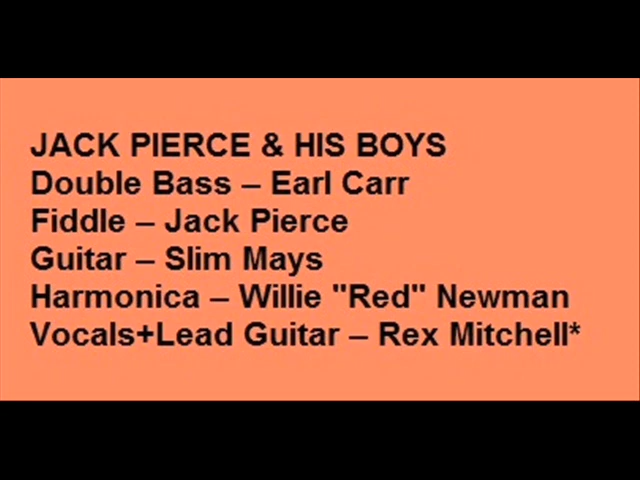 JACK PIERCE & HIS BOYS
Double Bass – Earl Carr
Fiddle – Jack Pierce
Guitar – Slim Mays
Harmonica – Willie "Red" Newman
Vocals+Lead Guitar – Rex Mitchell*